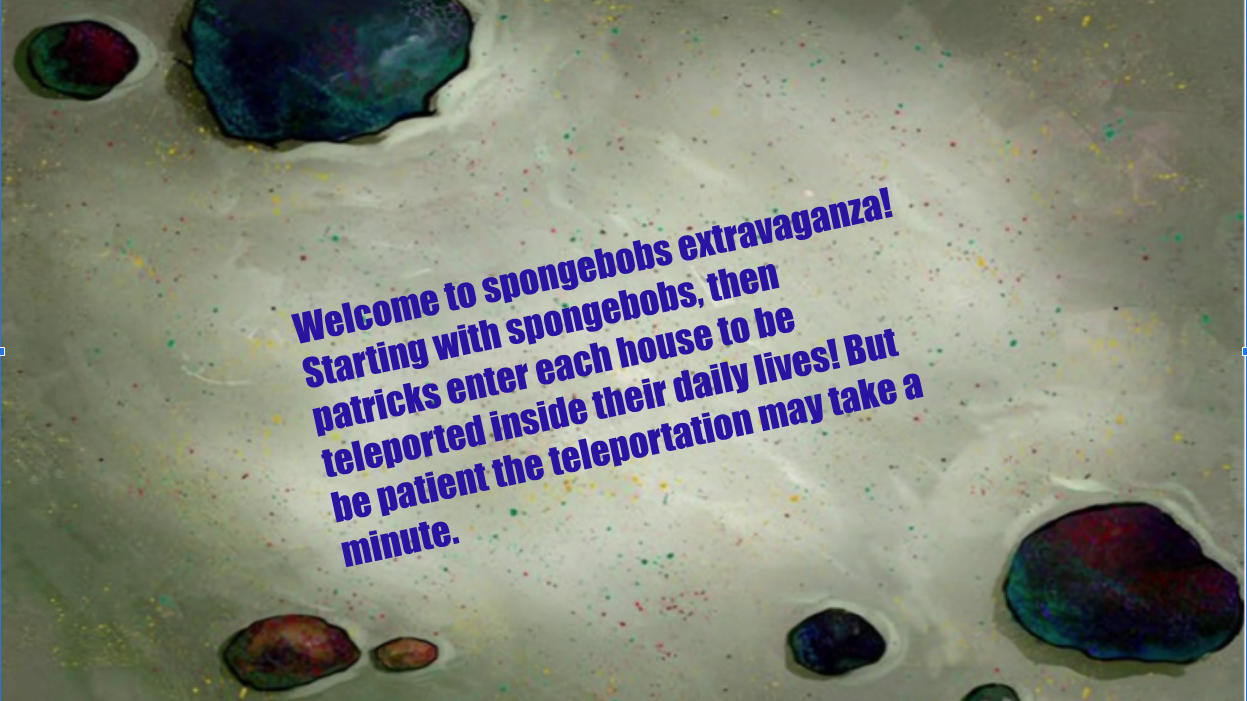 Welcome to spongebobs extravaganza!
Starting with spongebobs, then
patricks enter each house to be
teleported inside their daily lives! But
be patient the teleportation may take a
minute.